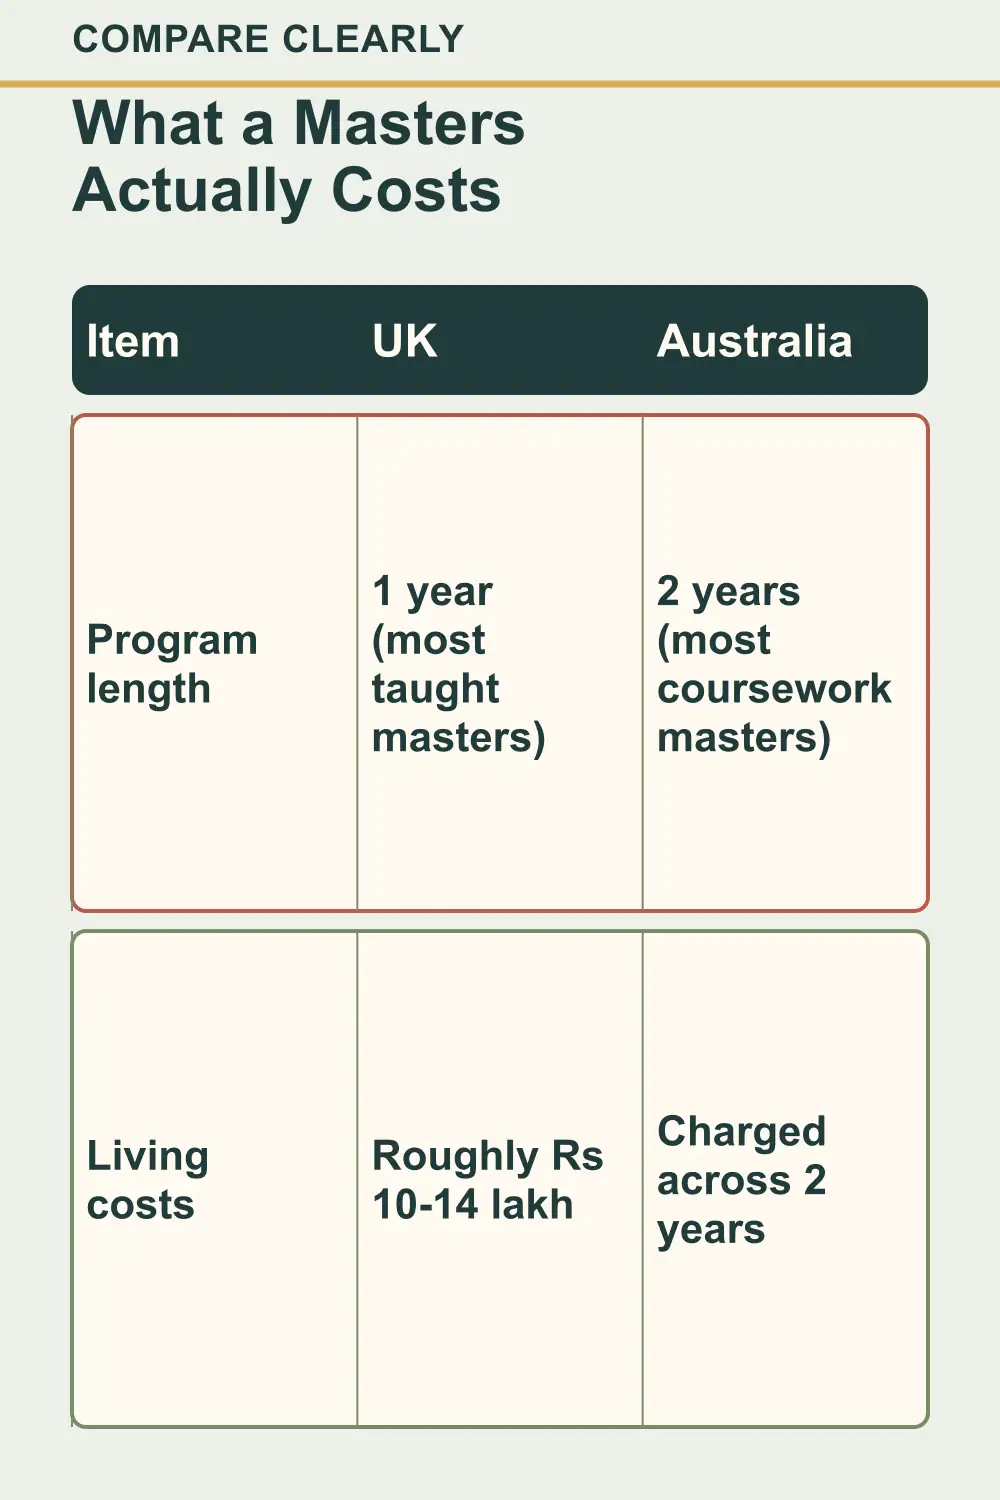 COMPARE CLEARLY
What a Masters
Actually Costs
Item
UK
Australia
Program
length
1 year
(most
taught
masters)
2 years
(most
coursework
masters)
Living
costs
Roughly Rs
10-14 lakh
Charged
across 2
years